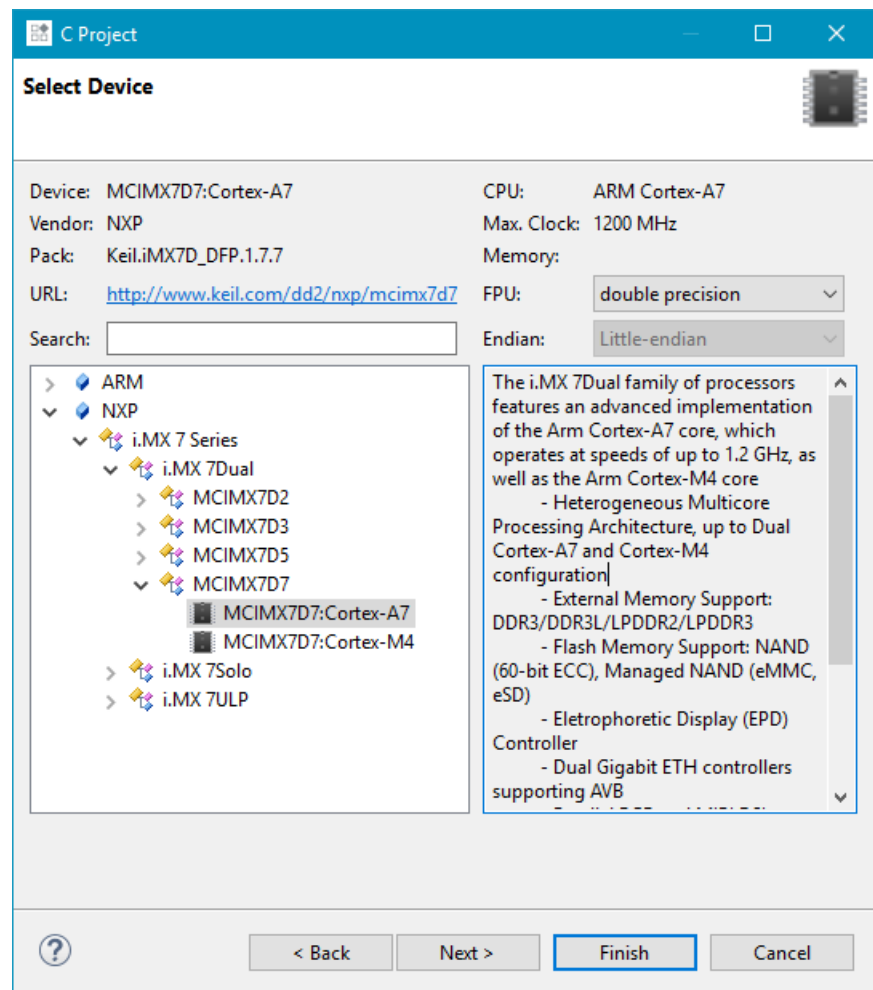 C Project
Select Device
Device: MCIMX7D7:Cortex-A7
Vendor: NXP
Pack: Keil.iMX7D_DFP.1.7.7
URL: http://www.keil.com/dd2/nxp/mcimx7d7
Search:
CPU: ARM Cortex-A7
Max. Clock: 1200 MHz
Memory:
FPU: double precision
Endian: Little-endian
ARM
NXP
i.MX 7 Series
i.MX 7Dual
MCIMX7D2
MCIMX7D3
MCIMX7D5
MCIMX7D7
MCIMX7D7:Cortex-A7
MCIMX7D7:Cortex-M4
i.MX 7Solo
i.MX 7ULP
The i.MX 7Dual family of processors
features an advanced implementation
of the Arm Cortex-A7 core, which
operates at speeds of up to 1.2 GHz, as
well as the Arm Cortex-M4 core
- Heterogeneous Multicore
Processing Architecture, up to Dual
Cortex-A7 and Cortex-M4
configuration
- External Memory Support:
DDR3/DDR3L/LPDDR2/LPDDR3
- Flash Memory Support: NAND
(60-bit ECC), Managed NAND (eMMC,
eSD)
- Eletrophoretic Display (EPD)
Controller
- Dual Gigabit ETH controllers
supporting AVB
?
< Back
Next >
Finish
Cancel